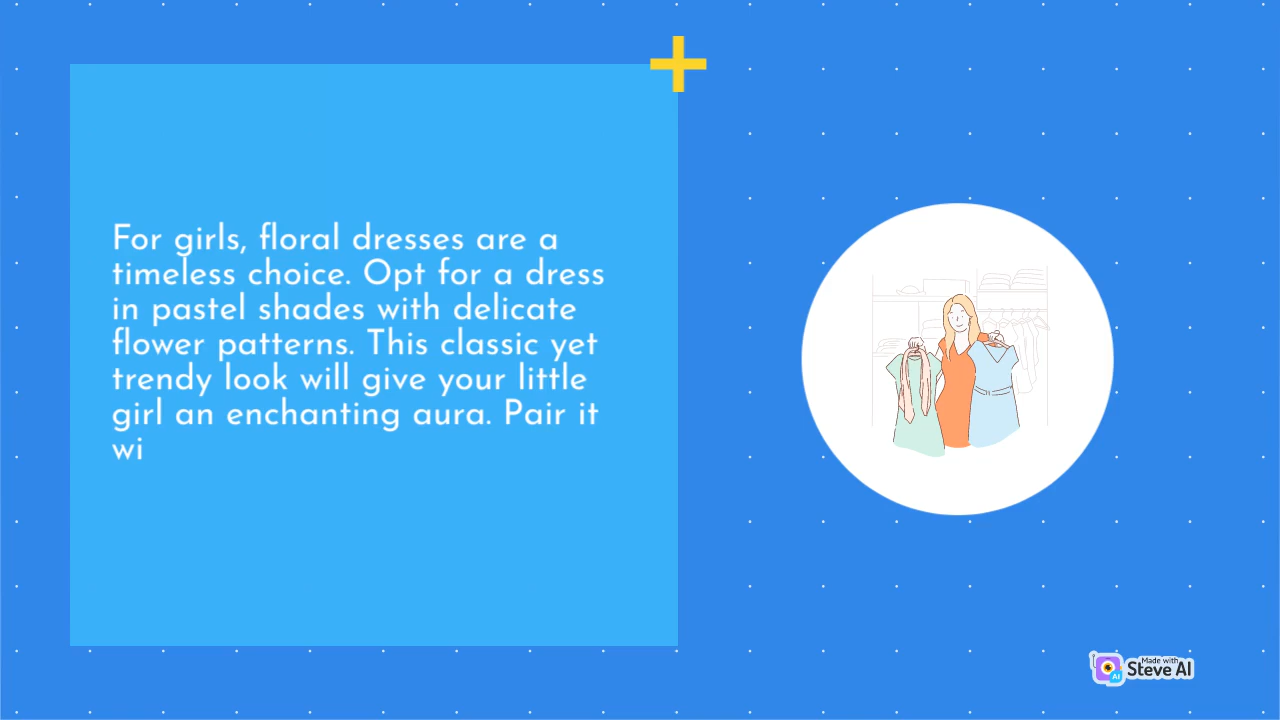 For girls, floral dresses are a
timeless choice. Opt for a dress
in pastel shades with delicate
flower patterns. This classic yet
trendy look will give your little
girl an enchanting aura. Pair it
wi
Made with
Steve AI
AI